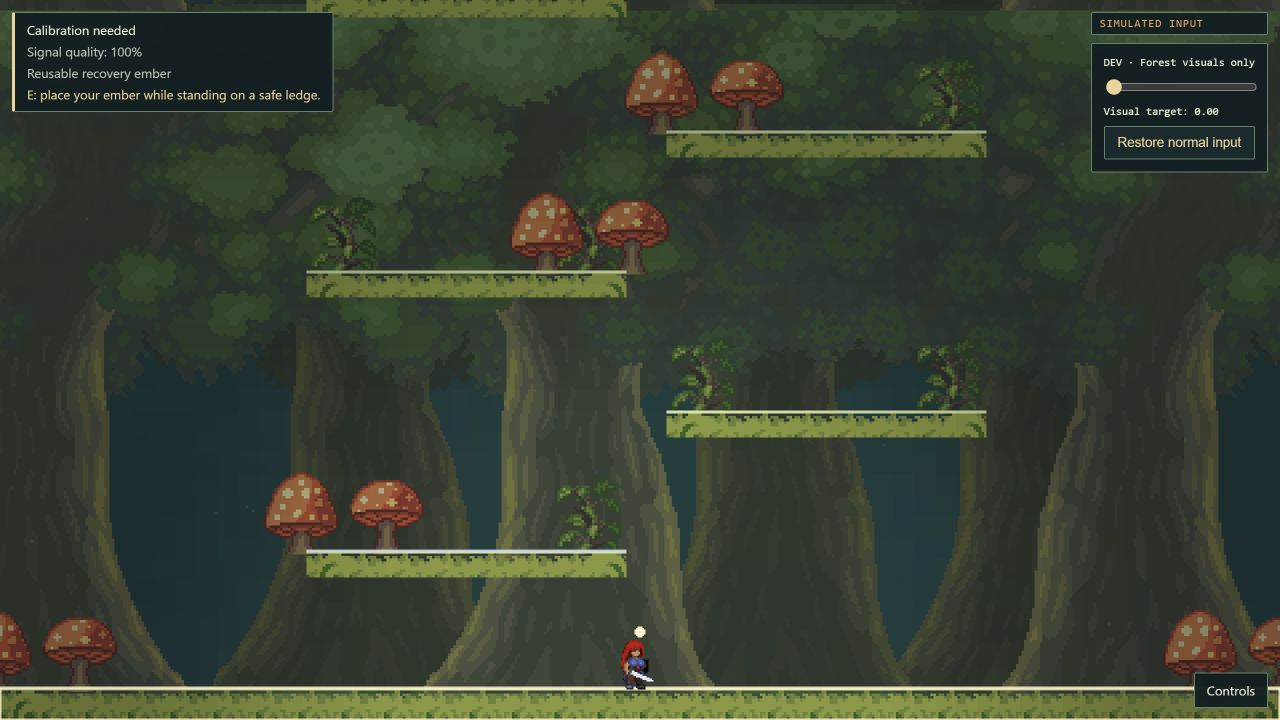 Calibration needed
Signal quality: 100%
Reusable recovery ember
E: place your ember while standing on a safe ledge.
SIMULATED INPUT
DEV · Forest visuals only
Visual target: 0.00
Restore normal input
Controls